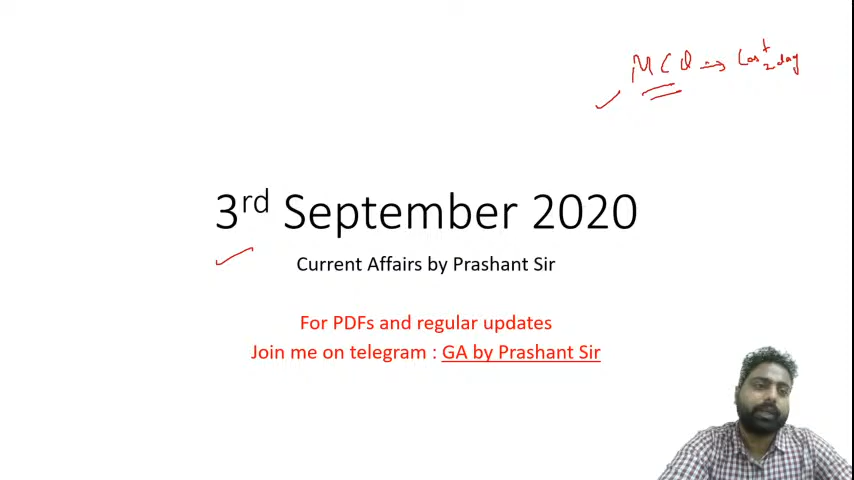 MCQ → Last 2 day
3rd September 2020
Current Affairs by Prashant Sir
For PDFs and regular updates
Join me on telegram : GA by Prashant Sir